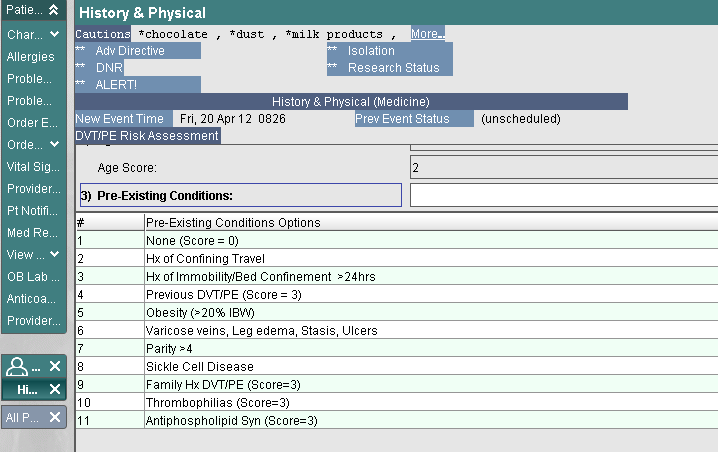 Patie...
Char...
Allergies
Proble...
Proble...
Order E...
Orde...
Vital Sig...
Provider...
Pt Notifi...
Med Re...
View ...
OB Lab ...
Anticoa...
Provider...
...
Hi...
All P...
History & Physical
Cautions *chocolate , *dust , *milk products , More..
** Adv Directive ** Isolation
** DNR ** Research Status
** ALERT!
History & Physical (Medicine)
New Event Time Fri, 20 Apr 12 0826 Prev Event Status (unscheduled)
DVT/PE Risk Assessment
Age Score: 2
3) Pre-Existing Conditions:
# Pre-Existing Conditions Options
1 None (Score = 0)
2 Hx of Confining Travel
3 Hx of Immobility/Bed Confinement >24hrs
4 Previous DVT/PE (Score = 3)
5 Obesity (>20% IBW)
6 Varicose veins, Leg edema, Stasis, Ulcers
7 Parity >4
8 Sickle Cell Disease
9 Family Hx DVT/PE (Score=3)
10 Thrombophilias (Score=3)
11 Antiphospholipid Syn (Score=3)